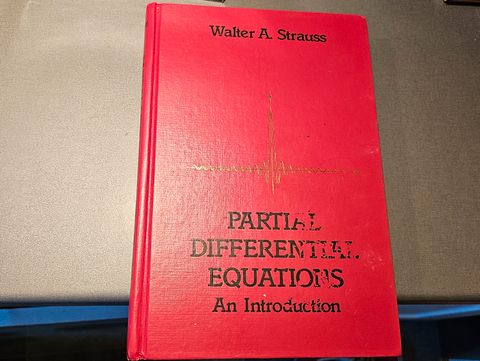 Walter A. Strauss
PARTIAL
DIFFERENTIAL
EQUATIONS
An Introduction